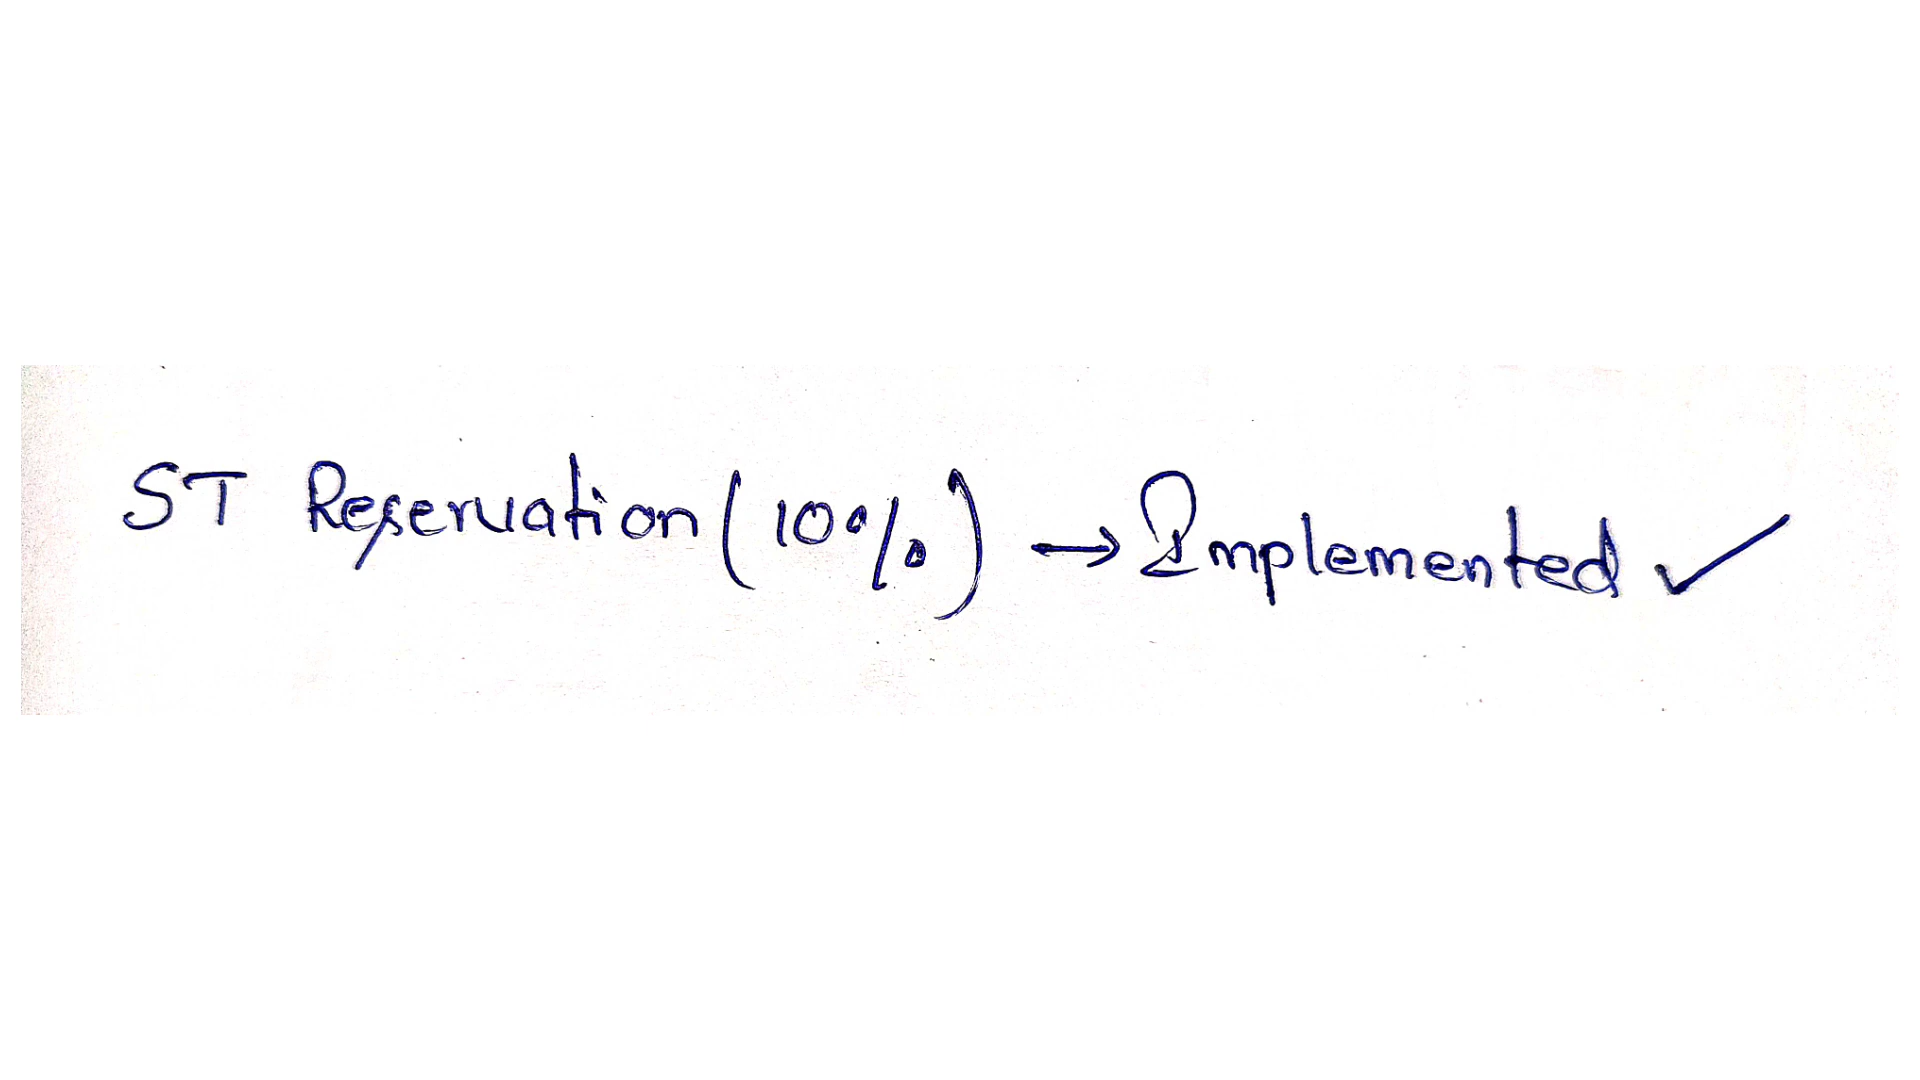 ST Reservation (10%) → Implemented ✓